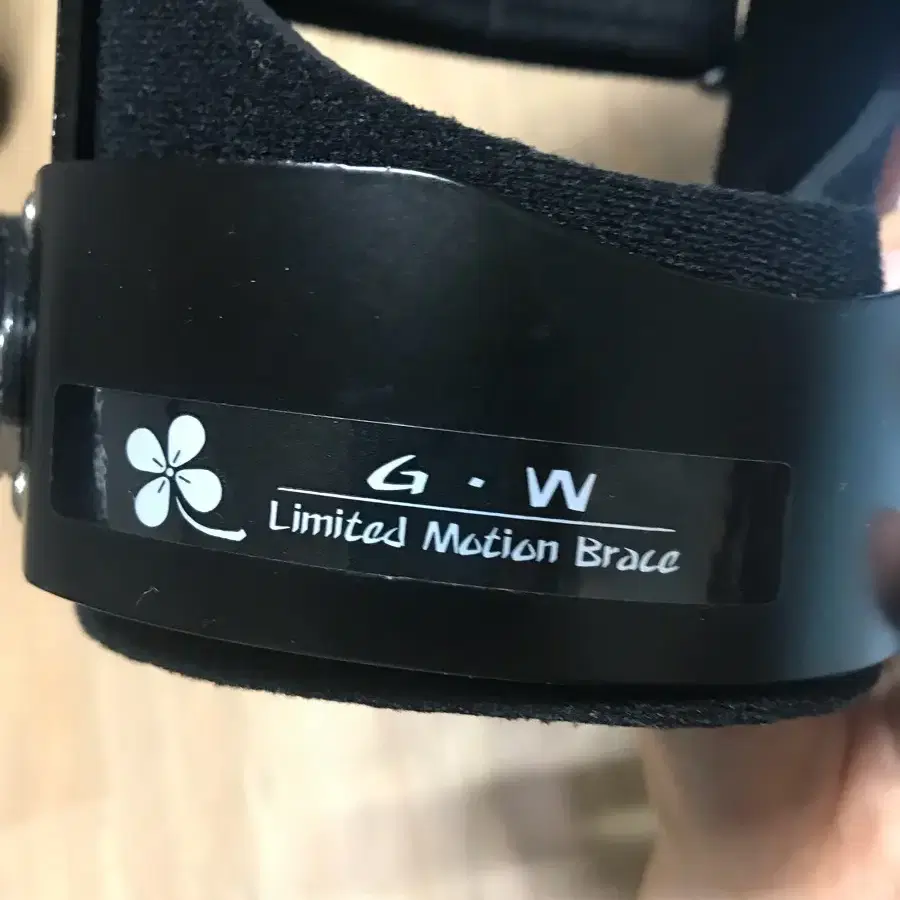 G · W
Limited Motion Brace